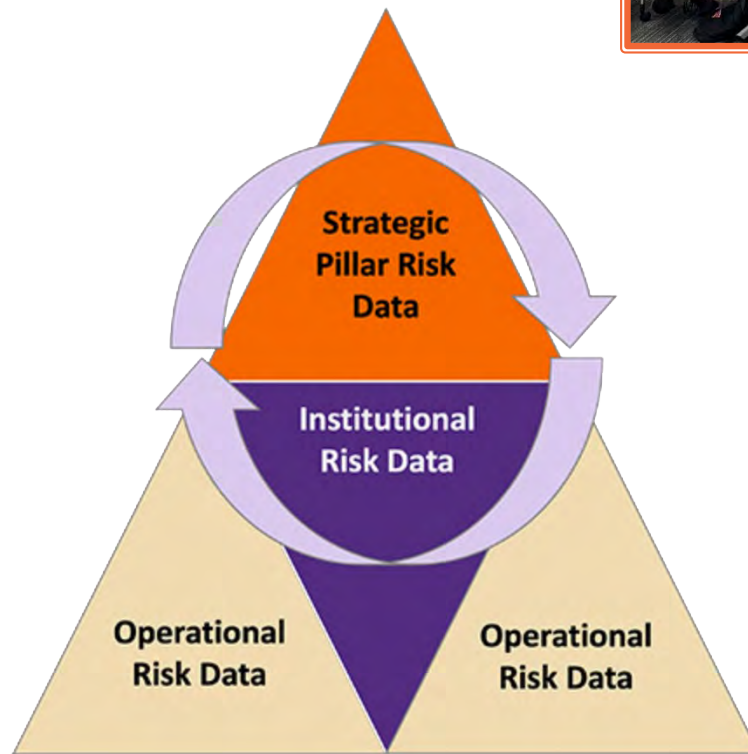 Strategic
Pillar Risk
Data
Institutional
Risk Data
Operational
Risk Data
Operational
Risk Data